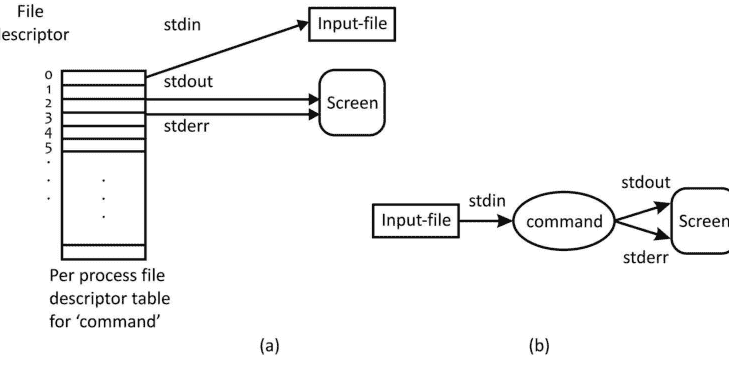 File
descriptor
stdin
Input-file
0
1
2
3
4
5
stdout
Screen
stderr
Per process file
descriptor table
for ‘command’
(a)
Input-file
stdin
command
stdout
Screen
stderr
(b)